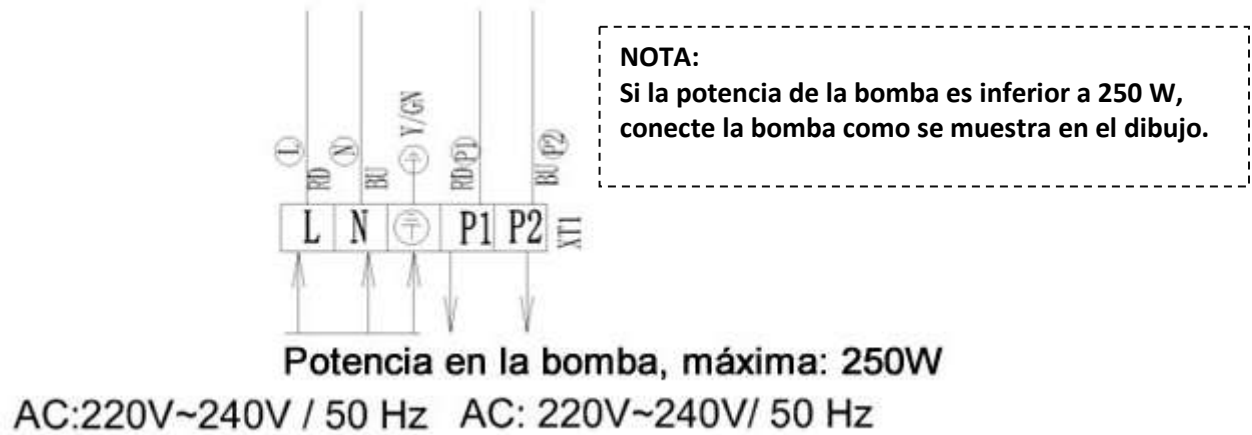 NOTA:
Si la potencia de la bomba es inferior a 250 W,
conecte la bomba como se muestra en el dibujo.
L N Y/GN P1 P2
RD BU RD BU
L N P1 P2 XT1
Potencia en la bomba, máxima: 250W
AC:220V~240V / 50 Hz AC: 220V~240V/ 50 Hz